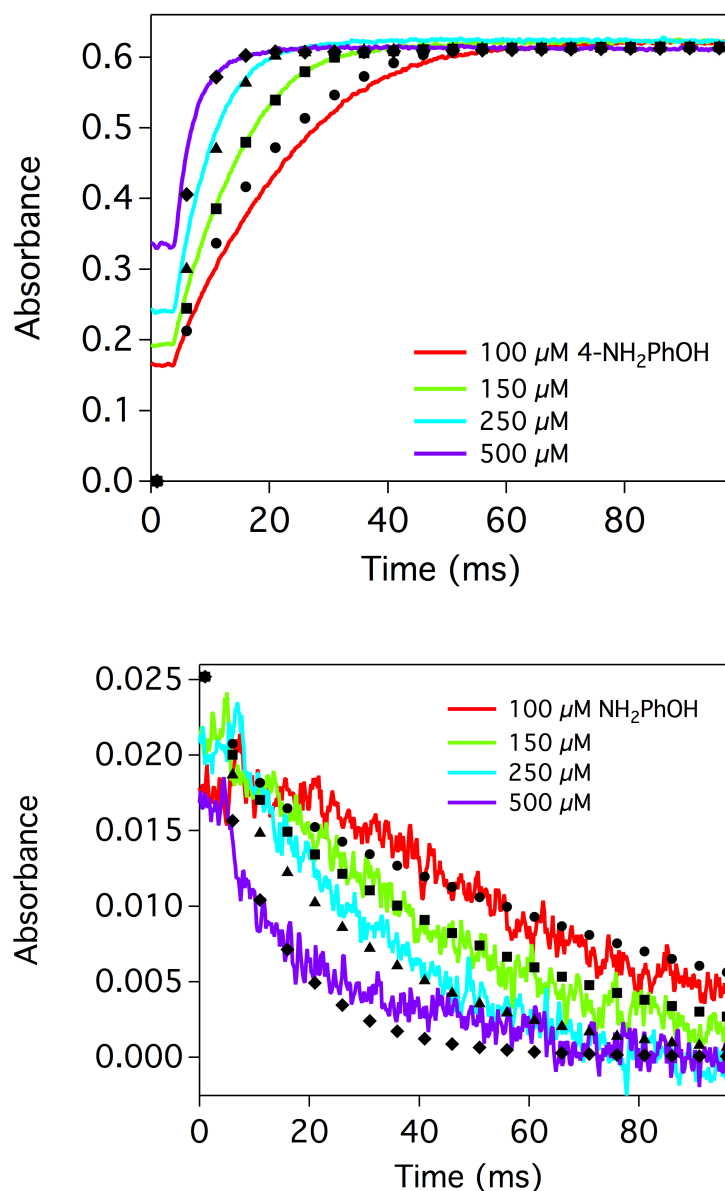 0.6
0.5
0.4
0.3
0.2
0.1
0.0
Absorbance
100 µM 4-NH₂PhOH
150 µM
250 µM
500 µM
0 20 40 60 80
Time (ms)
0.025
0.020
0.015
0.010
0.005
0.000
Absorbance
100 µM NH₂PhOH
150 µM
250 µM
500 µM
0 20 40 60 80
Time (ms)